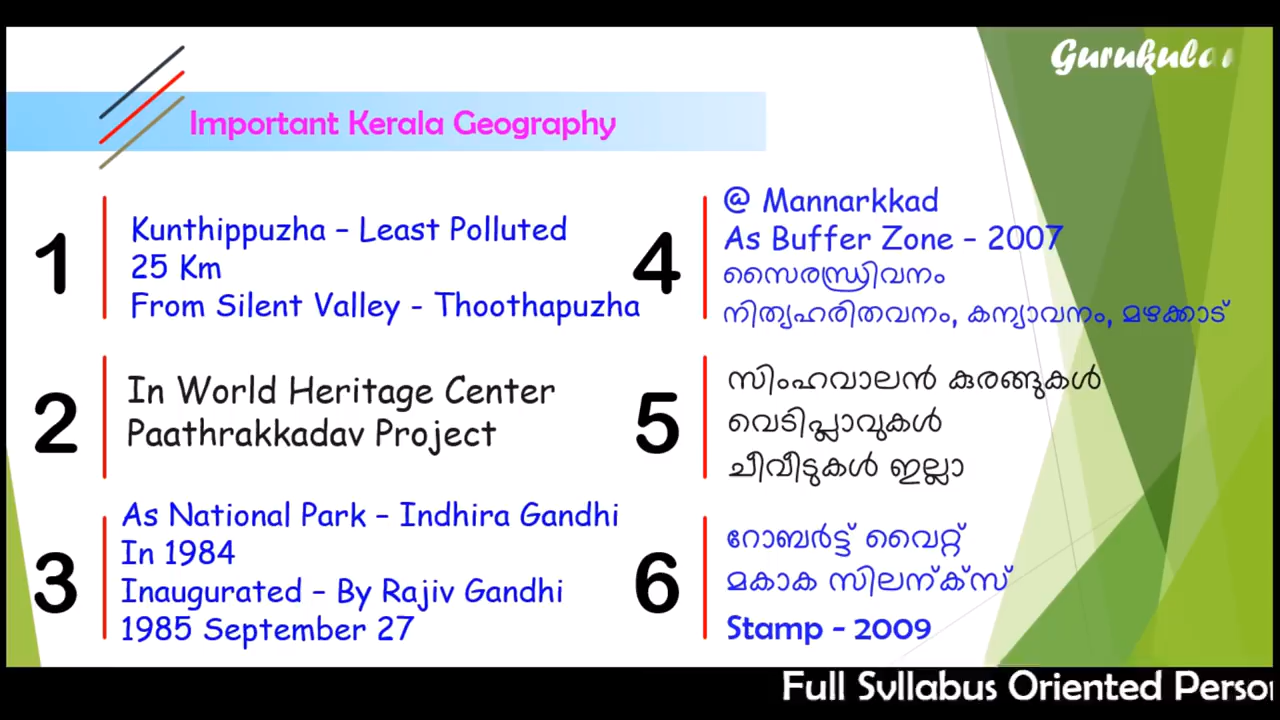 Gurukul
Important Kerala Geography
1
Kunthippuzha – Least Polluted
25 Km
From Silent Valley - Thoothapuzha
2
In World Heritage Center
Paathrakkadav Project
3
As National Park – Indhira Gandhi
In 1984
Inaugurated – By Rajiv Gandhi
1985 September 27
4
@ Mannarkkad
As Buffer Zone – 2007
സൈരന്ധ്രിവനം
നിത്യഹരിതവനം, കന്യാവനം, മഴക്കാട്
5
സിംഹവാലൻ കുരങ്ങുകൾ
വെടിപ്ലാവുകൾ
ചീവീടുകൾ ഇല്ലാ
6
റോബർട്ട് വൈറ്റ്
മകാക സിലന്ക്സ്
Stamp - 2009
Full Syllabus Oriented Perso